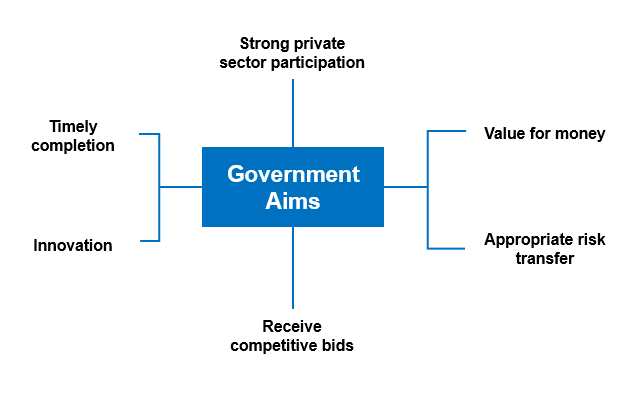 Strong private
sector participation
Timely
completion
Value for money
Government
Aims
Innovation
Appropriate risk
transfer
Receive
competitive bids